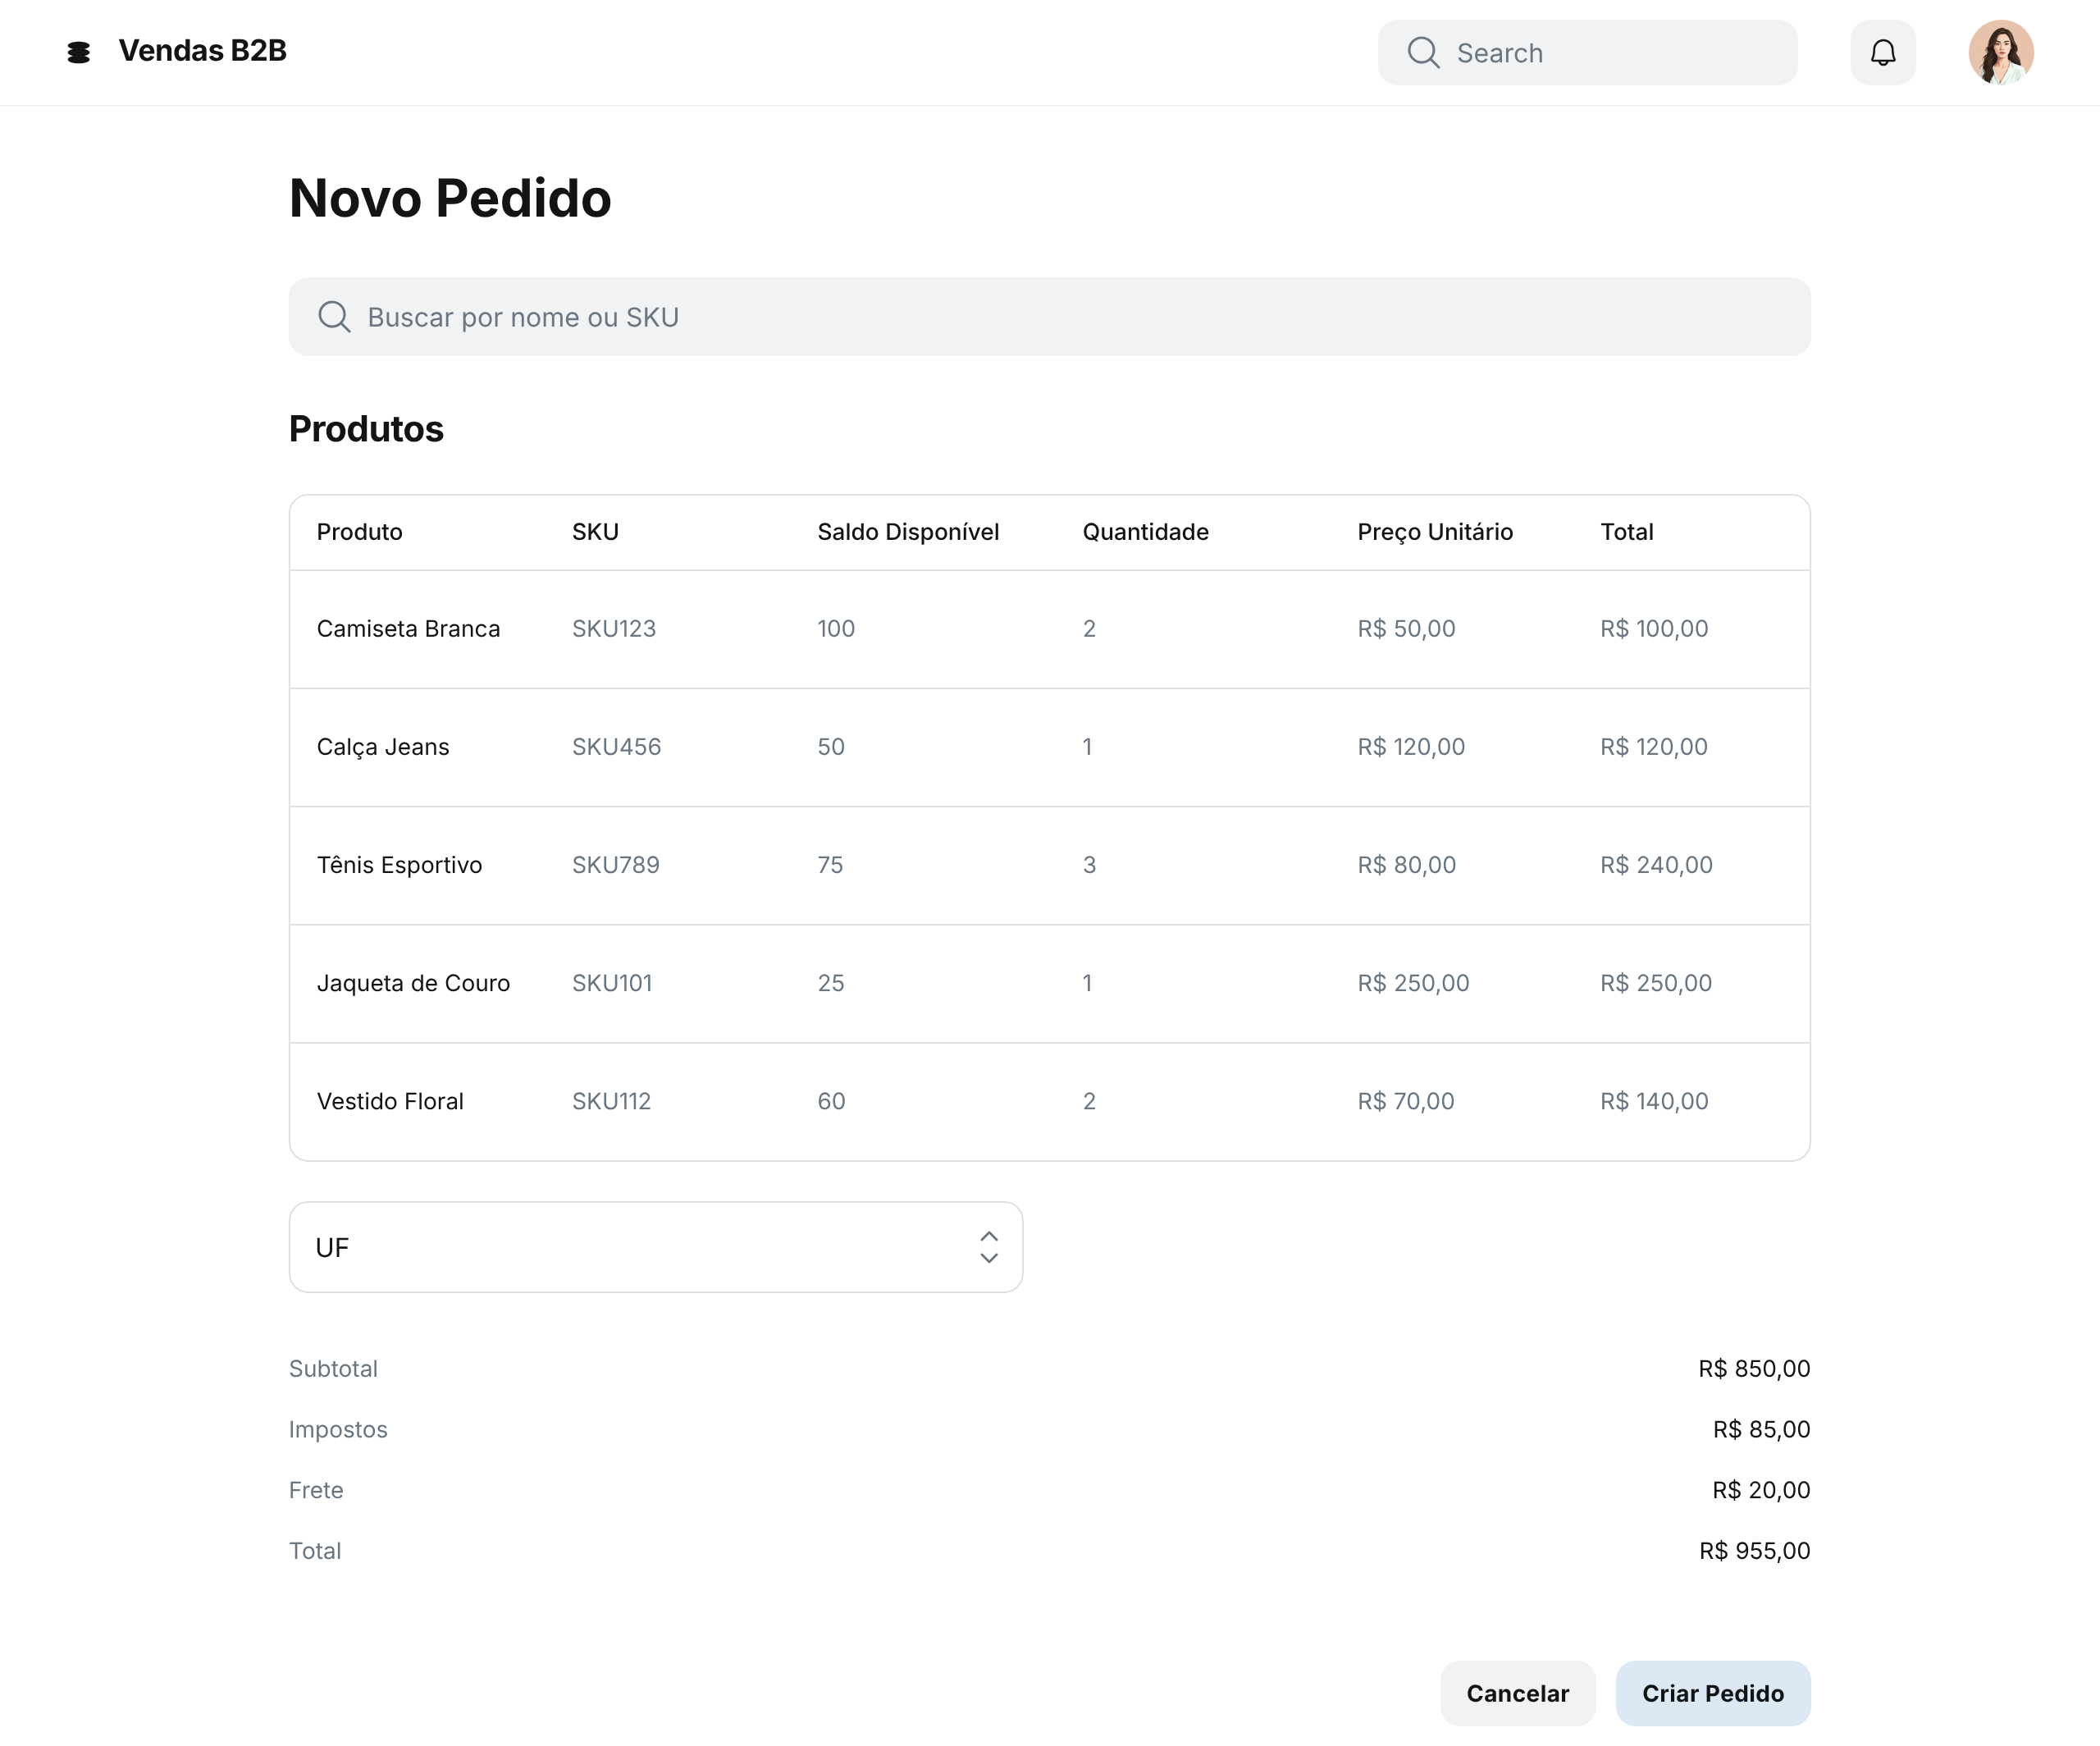 Vendas B2B
Search
Novo Pedido
Buscar por nome ou SKU
Produtos
Produto SKU Saldo Disponível Quantidade Preço Unitário Total
Camiseta Branca SKU123 100 2 R$ 50,00 R$ 100,00
Calça Jeans SKU456 50 1 R$ 120,00 R$ 120,00
Tênis Esportivo SKU789 75 3 R$ 80,00 R$ 240,00
Jaqueta de Couro SKU101 25 1 R$ 250,00 R$ 250,00
Vestido Floral SKU112 60 2 R$ 70,00 R$ 140,00
UF
Subtotal R$ 850,00
Impostos R$ 85,00
Frete R$ 20,00
Total R$ 955,00
Cancelar Criar Pedido